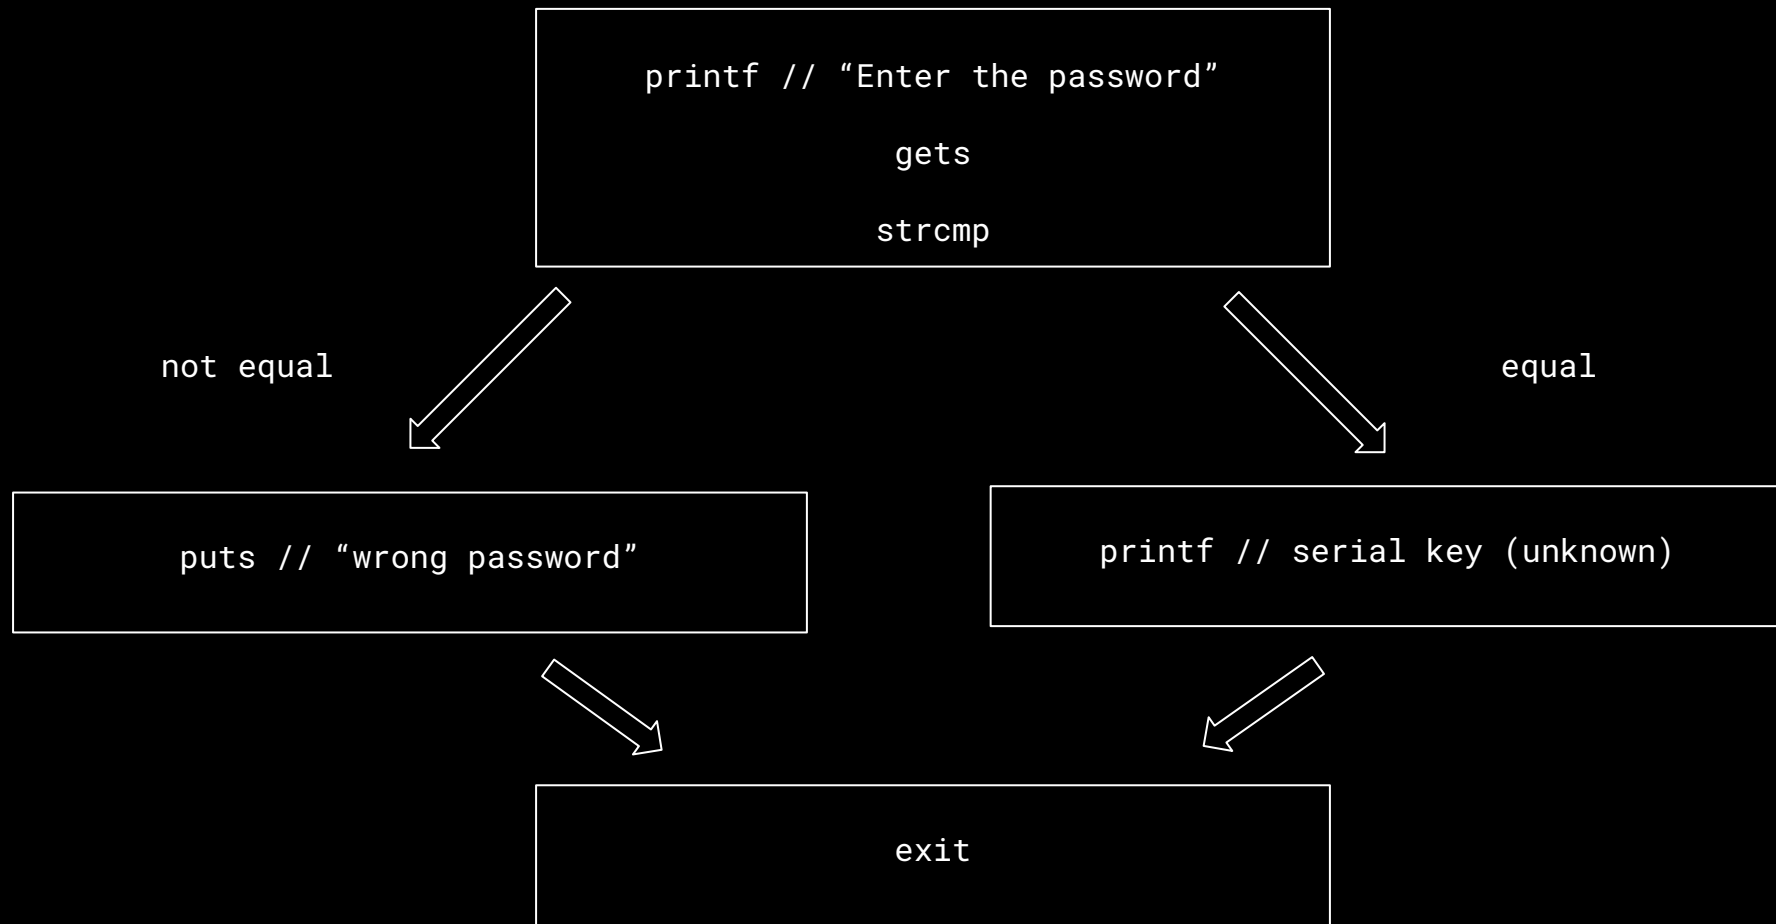 printf // “Enter the password”
gets
strcmp
not equal
equal
puts // “wrong password”
printf // serial key (unknown)
exit